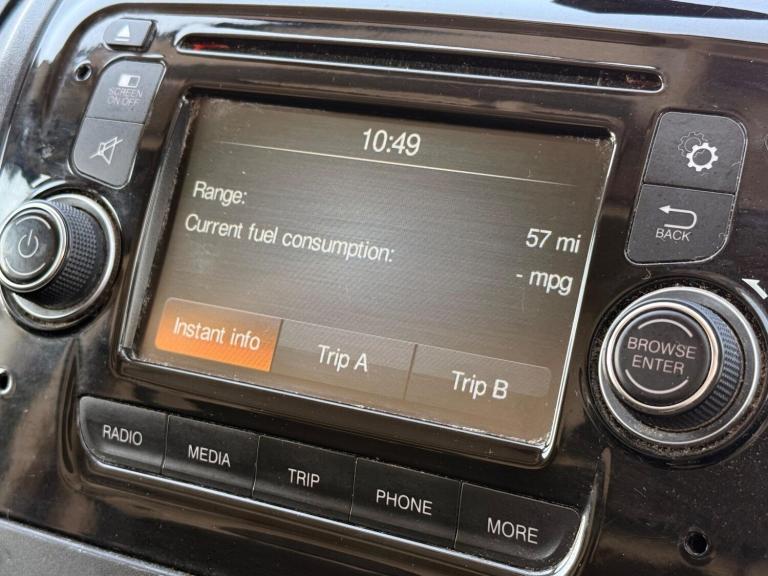 SCREEN
ON OFF
10:49
Range:
57 mi
Current fuel consumption:
- mpg
Instant info
Trip A
Trip B
BACK
BROWSE
ENTER
RADIO
MEDIA
TRIP
PHONE
MORE